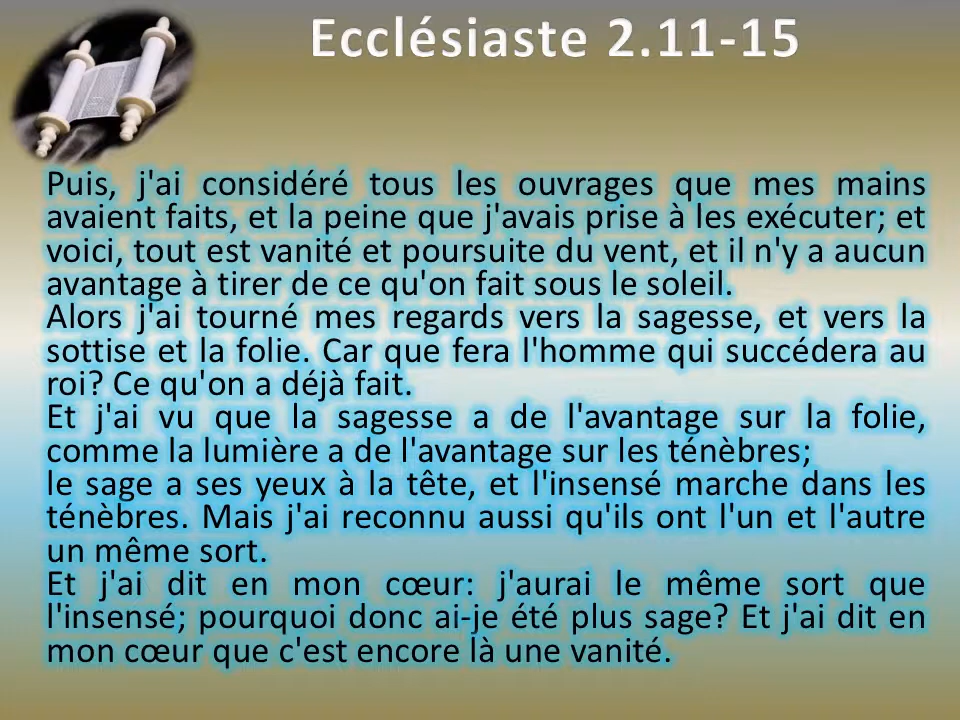 Ecclésiaste 2.11-15
Puis, j'ai considéré tous les ouvrages que mes mains
avaient faits, et la peine que j'avais prise à les exécuter; et
voici, tout est vanité et poursuite du vent, et il n'y a aucun
avantage à tirer de ce qu'on fait sous le soleil.
Alors j'ai tourné mes regards vers la sagesse, et vers la
sottise et la folie. Car que fera l'homme qui succédera au
roi? Ce qu'on a déjà fait.
Et j'ai vu que la sagesse a de l'avantage sur la folie,
comme la lumière a de l'avantage sur les ténèbres;
le sage a ses yeux à la tête, et l'insensé marche dans les
ténèbres. Mais j'ai reconnu aussi qu'ils ont l'un et l'autre
un même sort.
Et j'ai dit en mon cœur: j'aurai le même sort que
l'insensé; pourquoi donc ai-je été plus sage? Et j'ai dit en
mon cœur que c'est encore là une vanité.